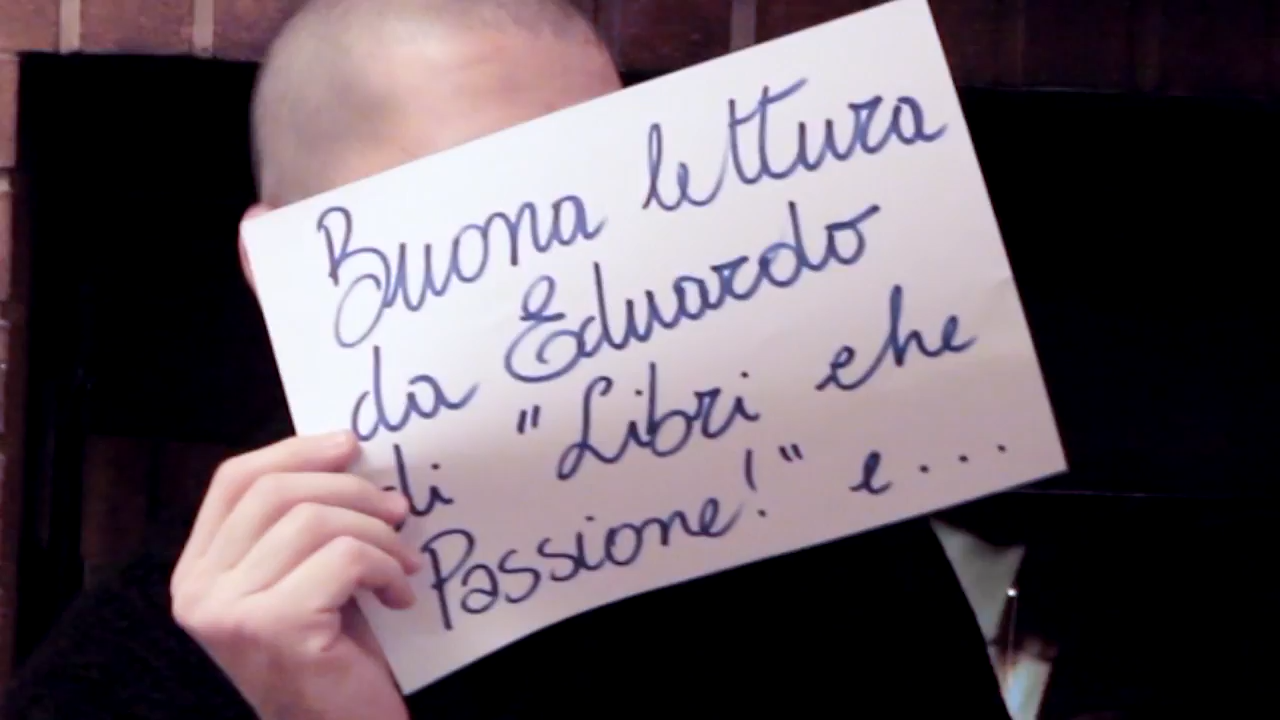 Buona lettura
da Eduardo
di "Libri che
Passione!" e...